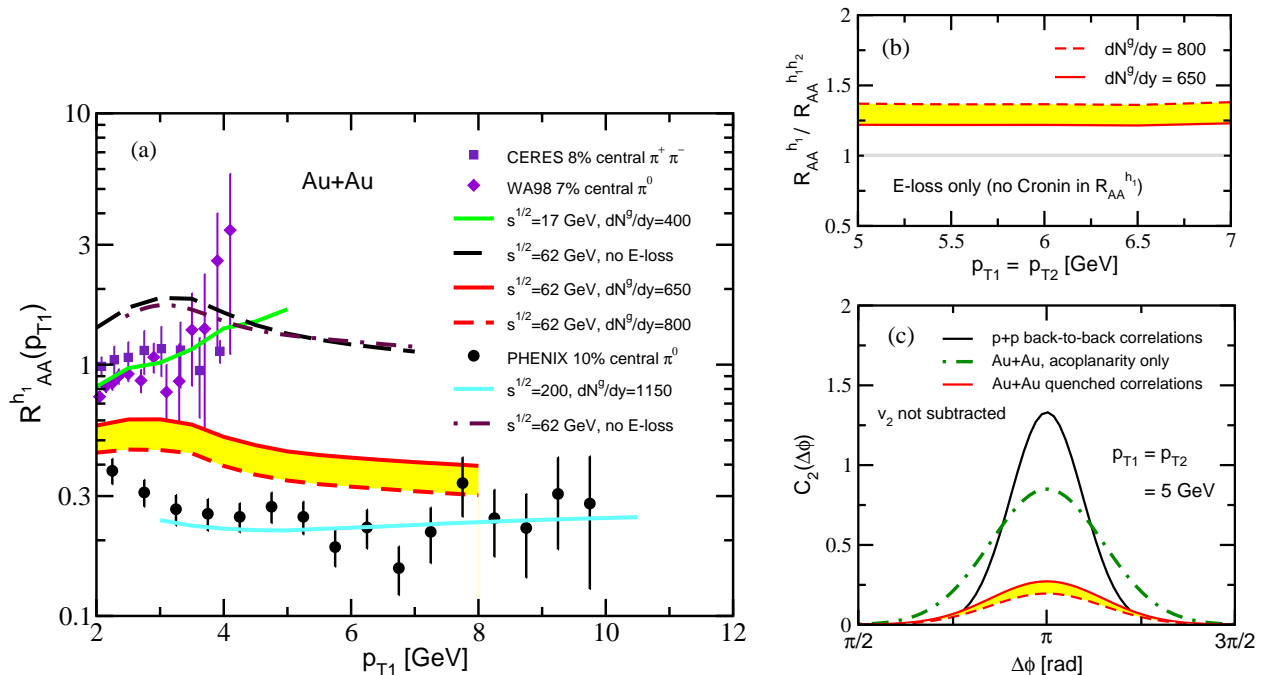 (a)
Au+Au
CERES 8% central π⁺ π⁻
WA98 7% central π⁰
s^1/2=17 GeV, dN^g/dy=400
s^1/2=62 GeV, no E-loss
s^1/2=62 GeV, dN^g/dy=650
s^1/2=62 GeV, dN^g/dy=800
PHENIX 10% central π⁰
s^1/2=200, dN^g/dy=1150
s^1/2=62 GeV, no E-loss
10
3
1
0.3
0.1
R^h₁_AA(p_T1)
2 4 6 8 10 12
p_T1 [GeV]
(b)
dN^g/dy = 800
dN^g/dy = 650
E-loss only (no Cronin in R_AA^h₁)
2
1.5
1
0.5
R_AA^h₁ / R_AA^h₁h₂
5 5.5 6 6.5 7
p_T1 = p_T2 [GeV]
(c)
p+p back-to-back correlations
Au+Au, acoplanarity only
Au+Au quenched correlations
v₂ not subtracted
p_T1 = p_T2
= 5 GeV
2
1.5
1
0.5
0
C₂(Δϕ)
π/2 π 3π/2
Δϕ [rad]